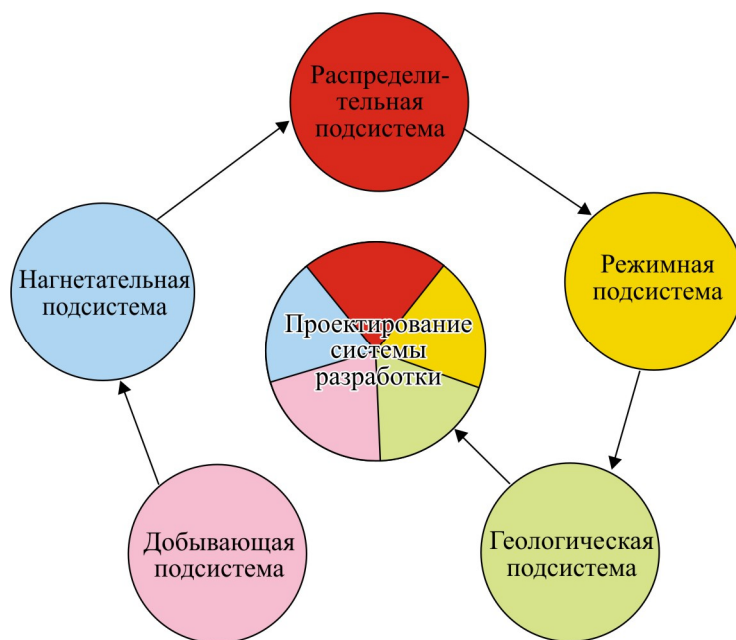 Распредели-
тельная
подсистема
Нагнетательная
подсистема
Режимная
подсистема
Проектирование
системы
разработки
Добывающая
подсистема
Геологическая
подсистема